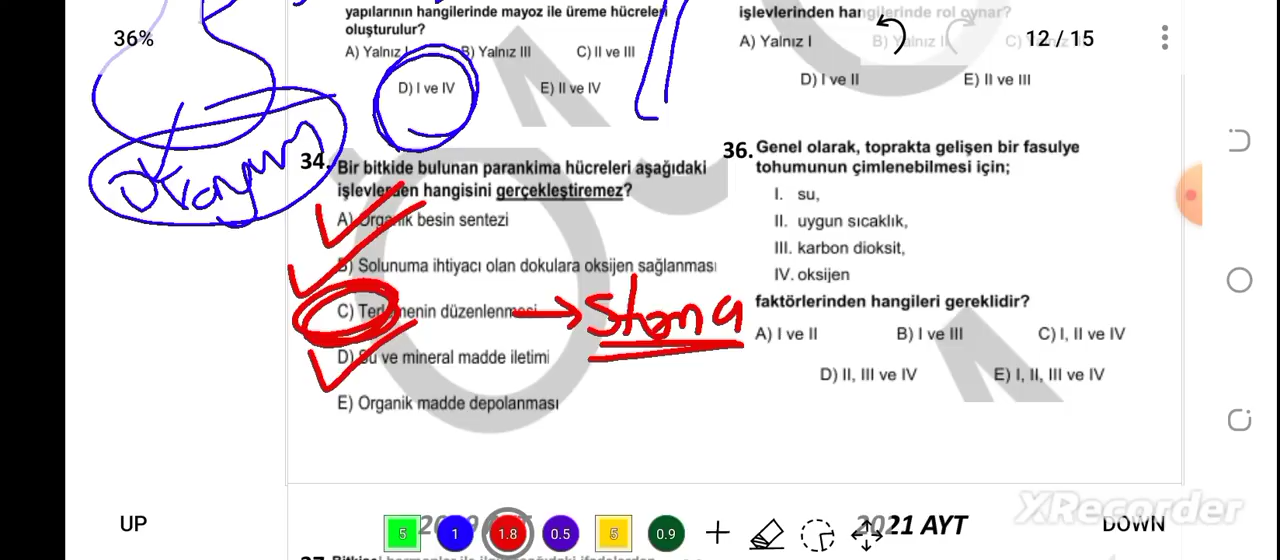 36%
yapılarının hangilerinde mayoz ile üreme hücreleri
oluşturulur?
A) Yalnız I
B) Yalnız III
C) II ve III
D) I ve IV
E) II ve IV
34. Bir bitkide bulunan parankima hücreleri aşağıdaki
işlevlerden hangisini gerçekleştiremez?
A) Organik besin sentezi
B) Solunuma ihtiyacı olan dokulara oksijen sağlanması
C) Terlemenin düzenlenmesi
D) Su ve mineral madde iletimi
E) Organik madde depolanması
işlevlerinden hangilerinde rol oynar?
A) Yalnız I
B) Yalnız II
C)
12 / 15
D) I ve II
E) II ve III
36. Genel olarak, toprakta gelişen bir fasulye
tohumunun çimlenebilmesi için;
I. su,
II. uygun sıcaklık,
III. karbon dioksit,
IV. oksijen
faktörlerinden hangileri gereklidir?
A) I ve II
B) I ve III
C) I, II ve IV
D) II, III ve IV
E) I, II, III ve IV
UP
5
1
1.8
0.5
5
0.9
2021 AYT
XRecorder
DOWN